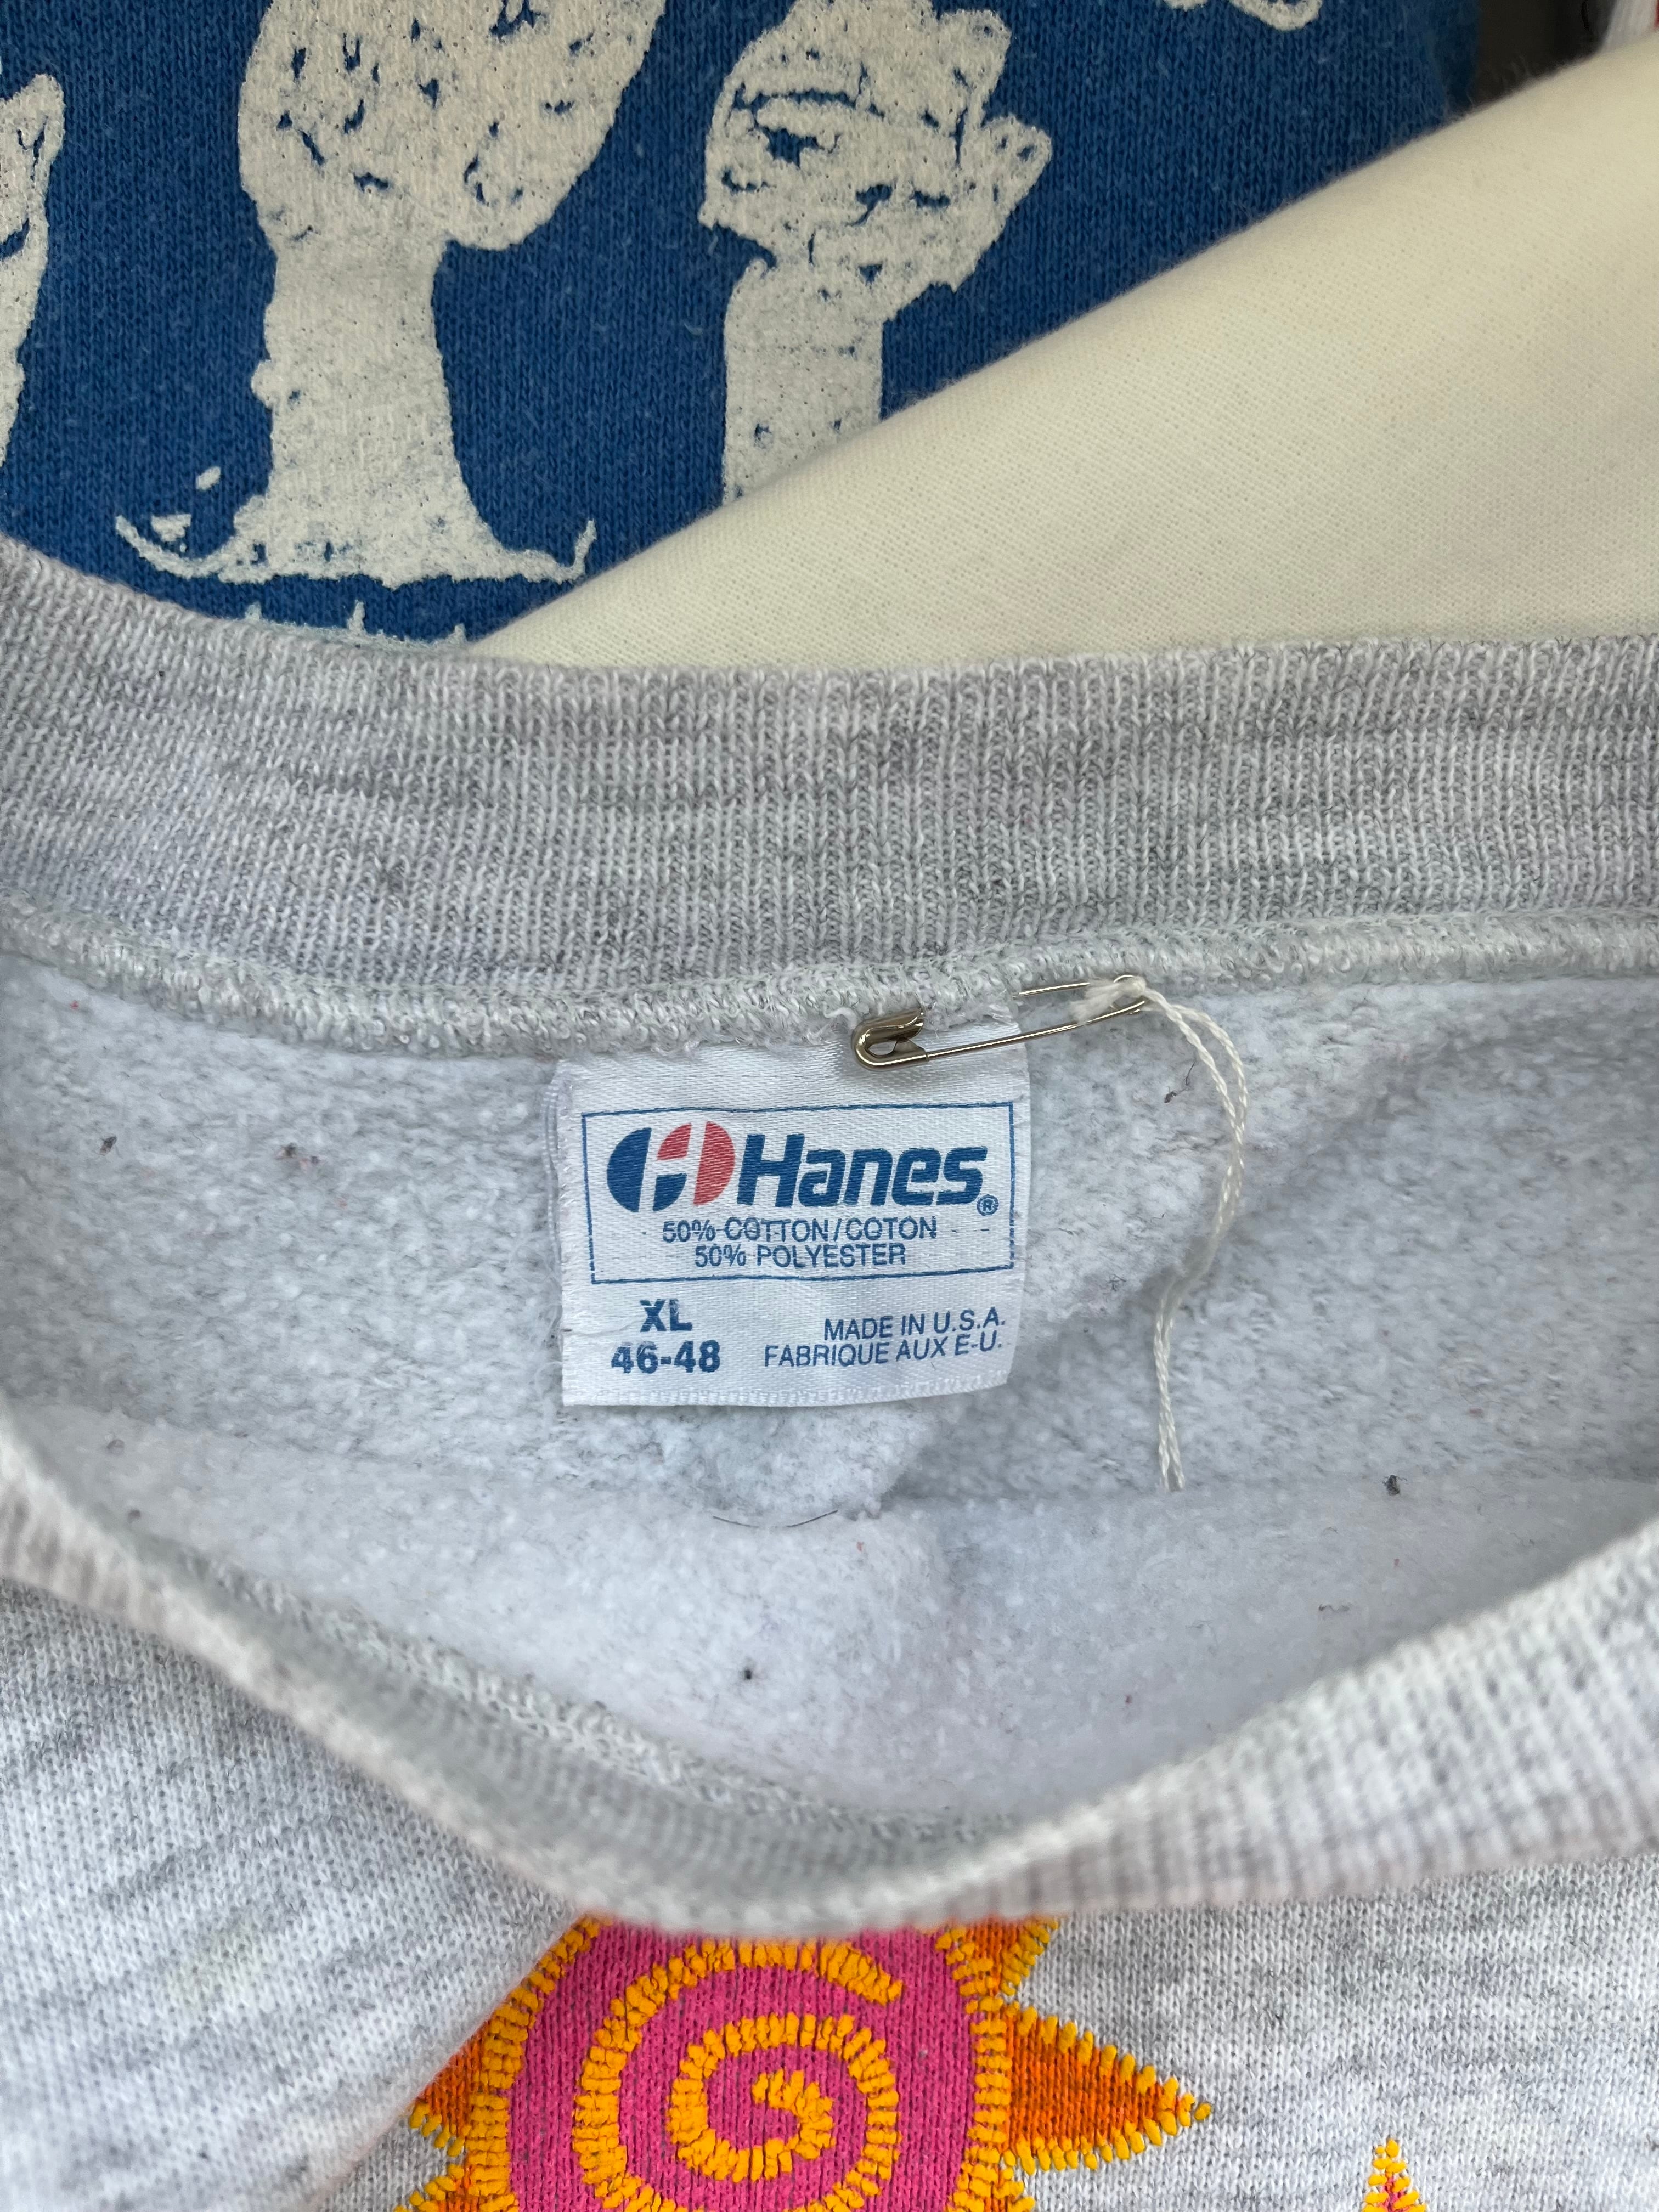 Hanes®
50% COTTON/COTON
50% POLYESTER
XL
46-48
MADE IN U.S.A.
FABRIQUE AUX E-U.